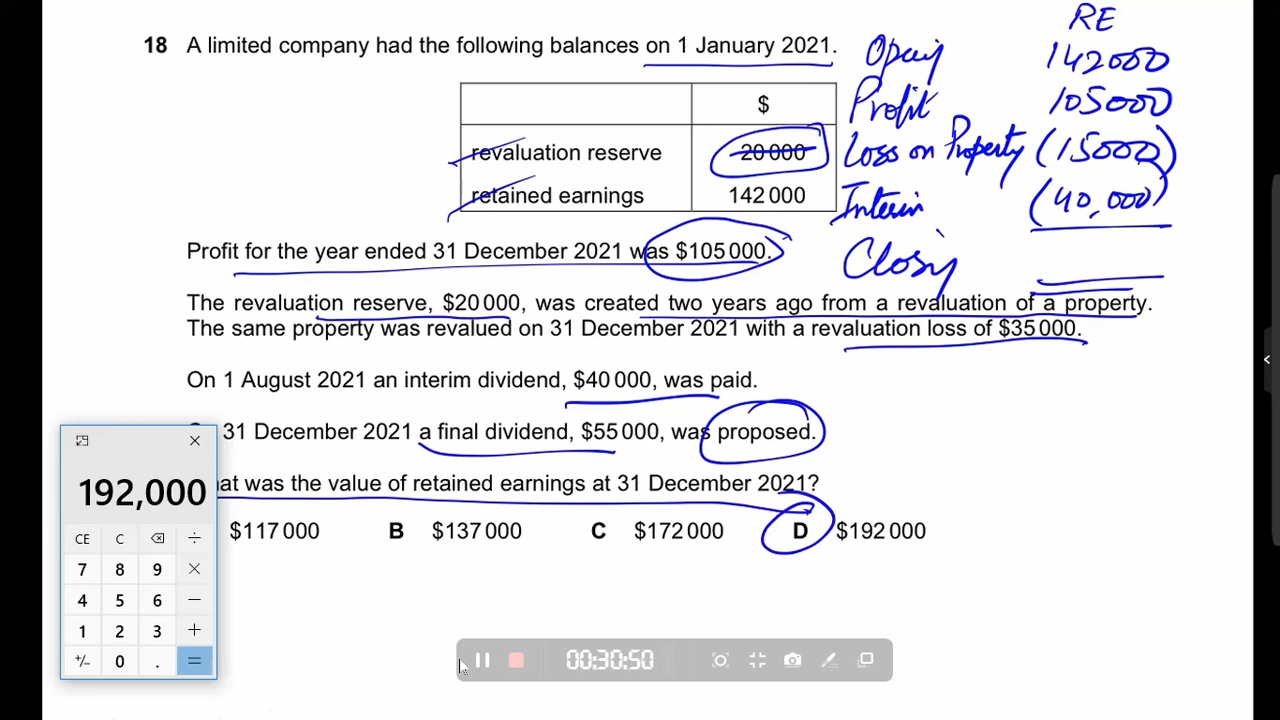 RE
18 A limited company had the following balances on 1 January 2021.
Opening 142000
$
Profit 105000
revaluation reserve 20 000
Loss on Property (15000)
retained earnings 142 000
Interim (40,000)
Profit for the year ended 31 December 2021 was $105 000.
Closing
The revaluation reserve, $20 000, was created two years ago from a revaluation of a property.
The same property was revalued on 31 December 2021 with a revaluation loss of $35 000.
On 1 August 2021 an interim dividend, $40 000, was paid.
31 December 2021 a final dividend, $55 000, was proposed.
at was the value of retained earnings at 31 December 2021?
$117 000 B $137 000 C $172 000 D $192 000
192,000
CE C ⌫ ÷
7 8 9 ×
4 5 6 −
1 2 3 +
+/− 0 . =
00:30:50